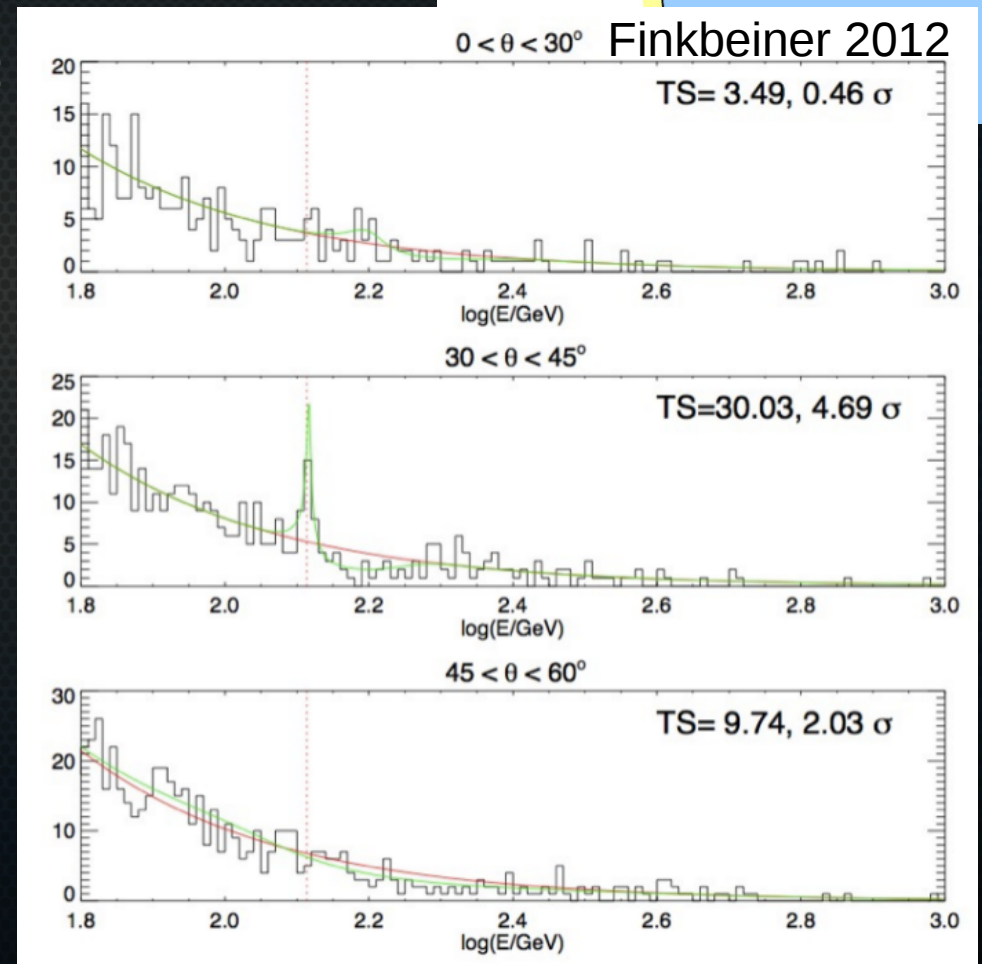 Finkbeiner 2012
0 < θ < 30°
TS= 3.49, 0.46 σ
20
15
10
5
0
1.8 2.0 2.2 2.4 2.6 2.8 3.0
log(E/GeV)
30 < θ < 45°
TS=30.03, 4.69 σ
25
20
15
10
5
0
1.8 2.0 2.2 2.4 2.6 2.8 3.0
log(E/GeV)
45 < θ < 60°
TS= 9.74, 2.03 σ
30
20
10
0
1.8 2.0 2.2 2.4 2.6 2.8 3.0
log(E/GeV)